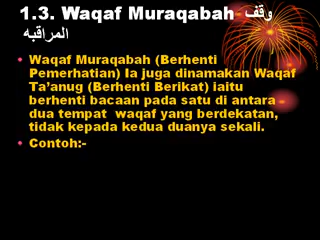 1.3. Waqaf Muraqabah- وقف
المراقبه
• Waqaf Muraqabah (Berhenti
Pemerhatian) Ia juga dinamakan Waqaf
Ta’anug (Berhenti Berikat) iaitu
berhenti bacaan pada satu di antara
dua tempat waqaf yang berdekatan,
tidak kepada kedua duanya sekali.
• Contoh:-